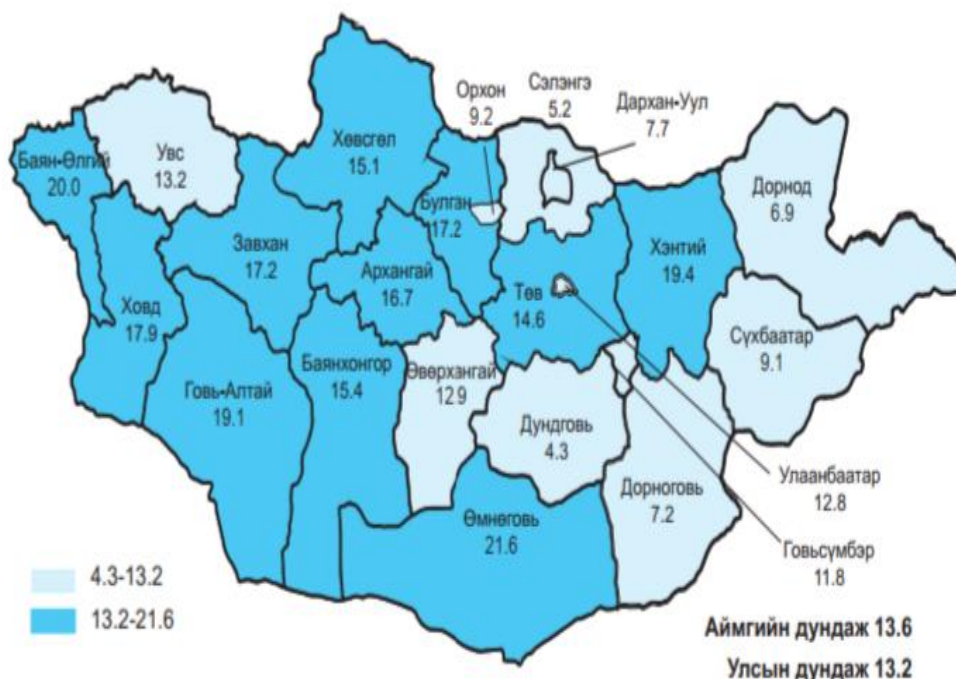 Орхон
9.2
Сэлэнгэ
5.2
Дархан-Уул
7.7
Хөвсгөл
15.1
Увс
13.2
Баян-Өлгий
20.0
Дорнод
6.9
Булган
17.2
Завхан
17.2
Хэнтий
19.4
Архангай
16.7
Төв
14.6
Ховд
17.9
Сүхбаатар
9.1
Баянхонгор
15.4
Өвөрхангай
12.9
Говь-Алтай
19.1
Дундговь
4.3
Дорноговь
7.2
Улаанбаатар
12.8
Өмнөговь
21.6
Говьсүмбэр
11.8
4.3-13.2
13.2-21.6
Аймгийн дундаж 13.6
Улсын дундаж 13.2